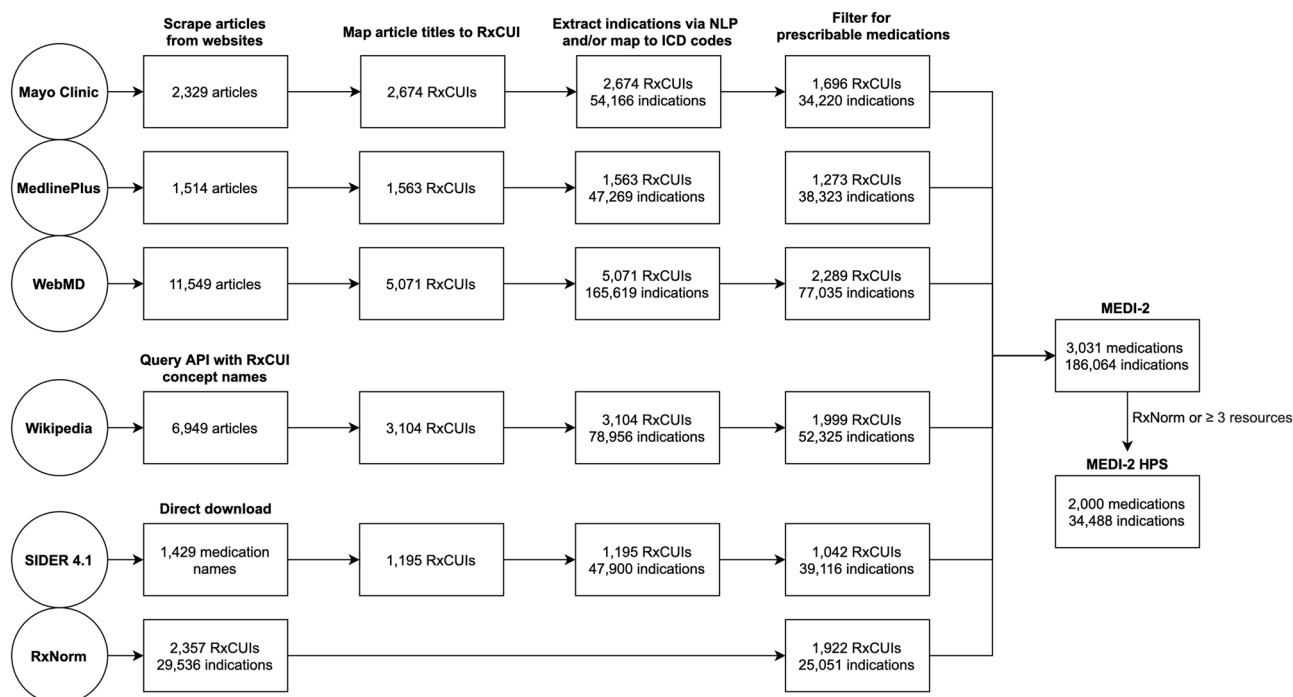 Scrape articles
from websites
Map article titles to RxCUI
Extract indications via NLP
and/or map to ICD codes
Filter for
prescribable medications
Mayo Clinic
2,329 articles
2,674 RxCUIs
2,674 RxCUIs
54,166 indications
1,696 RxCUIs
34,220 indications
MedlinePlus
1,514 articles
1,563 RxCUIs
1,563 RxCUIs
47,269 indications
1,273 RxCUIs
38,323 indications
WebMD
11,549 articles
5,071 RxCUIs
5,071 RxCUIs
165,619 indications
2,289 RxCUIs
77,035 indications
MEDI-2
3,031 medications
186,064 indications
Query API with RxCUI
concept names
Wikipedia
6,949 articles
3,104 RxCUIs
3,104 RxCUIs
78,956 indications
1,999 RxCUIs
52,325 indications
RxNorm or ≥ 3 resources
MEDI-2 HPS
2,000 medications
34,488 indications
Direct download
SIDER 4.1
1,429 medication
names
1,195 RxCUIs
1,195 RxCUIs
47,900 indications
1,042 RxCUIs
39,116 indications
RxNorm
2,357 RxCUIs
29,536 indications
1,922 RxCUIs
25,051 indications